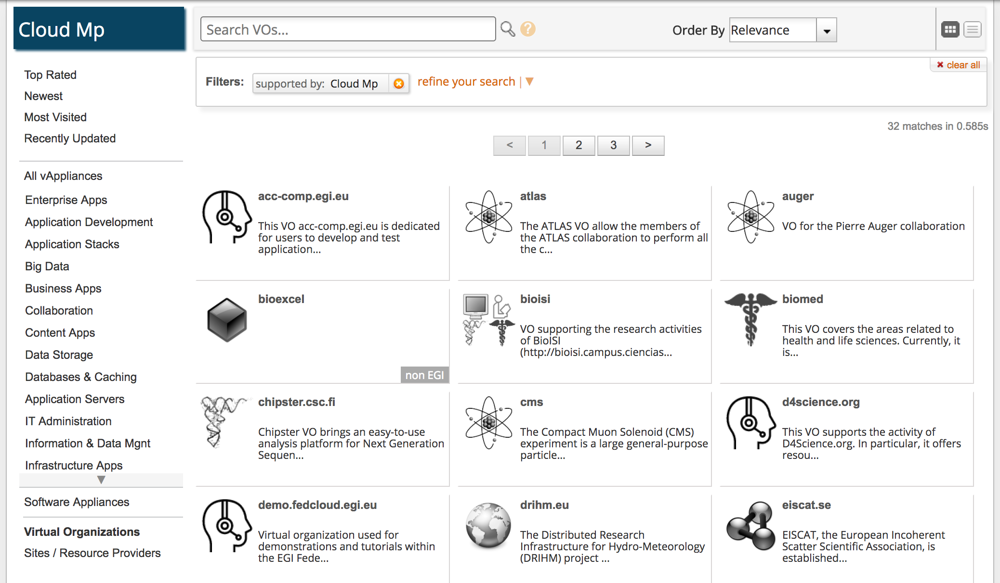 Cloud Mp
Search VOs...
?
Order By Relevance
Top Rated
Newest
Most Visited
Recently Updated
All vAppliances
Enterprise Apps
Application Development
Application Stacks
Big Data
Business Apps
Collaboration
Content Apps
Data Storage
Databases & Caching
Application Servers
IT Administration
Information & Data Mgnt
Infrastructure Apps
Software Appliances
Virtual Organizations
Sites / Resource Providers
clear all
Filters: supported by: Cloud Mp refine your search |
32 matches in 0.585s
< 1 2 3 >
acc-comp.egi.eu
This VO acc-comp.egi.eu is dedicated
for users to develop and test
application...
atlas
The ATLAS VO allow the members of
the ATLAS collaboration to perform all
the c...
auger
VO for the Pierre Auger collaboration
bioexcel
non EGI
bioisi
VO supporting the research activities
of BioISI
(http://bioisi.campus.ciencias...
biomed
This VO covers the areas related to
health and life sciences. Currently, it
is...
chipster.csc.fi
Chipster VO brings an easy-to-use
analysis platform for Next Generation
Sequen...
cms
The Compact Muon Solenoid (CMS)
experiment is a large general-purpose
particle...
d4science.org
This VO supports the activity of
D4Science.org. In particular, it offers
resou...
demo.fedcloud.egi.eu
Virtual organization used for
demonstrations and tutorials within
the EGI Fede...
drihm.eu
The Distributed Research
Infrastructure for Hydro-Meteorology
(DRIHM) project ...
eiscat.se
EISCAT, the European Incoherent
Scatter Scientific Association, is
established...